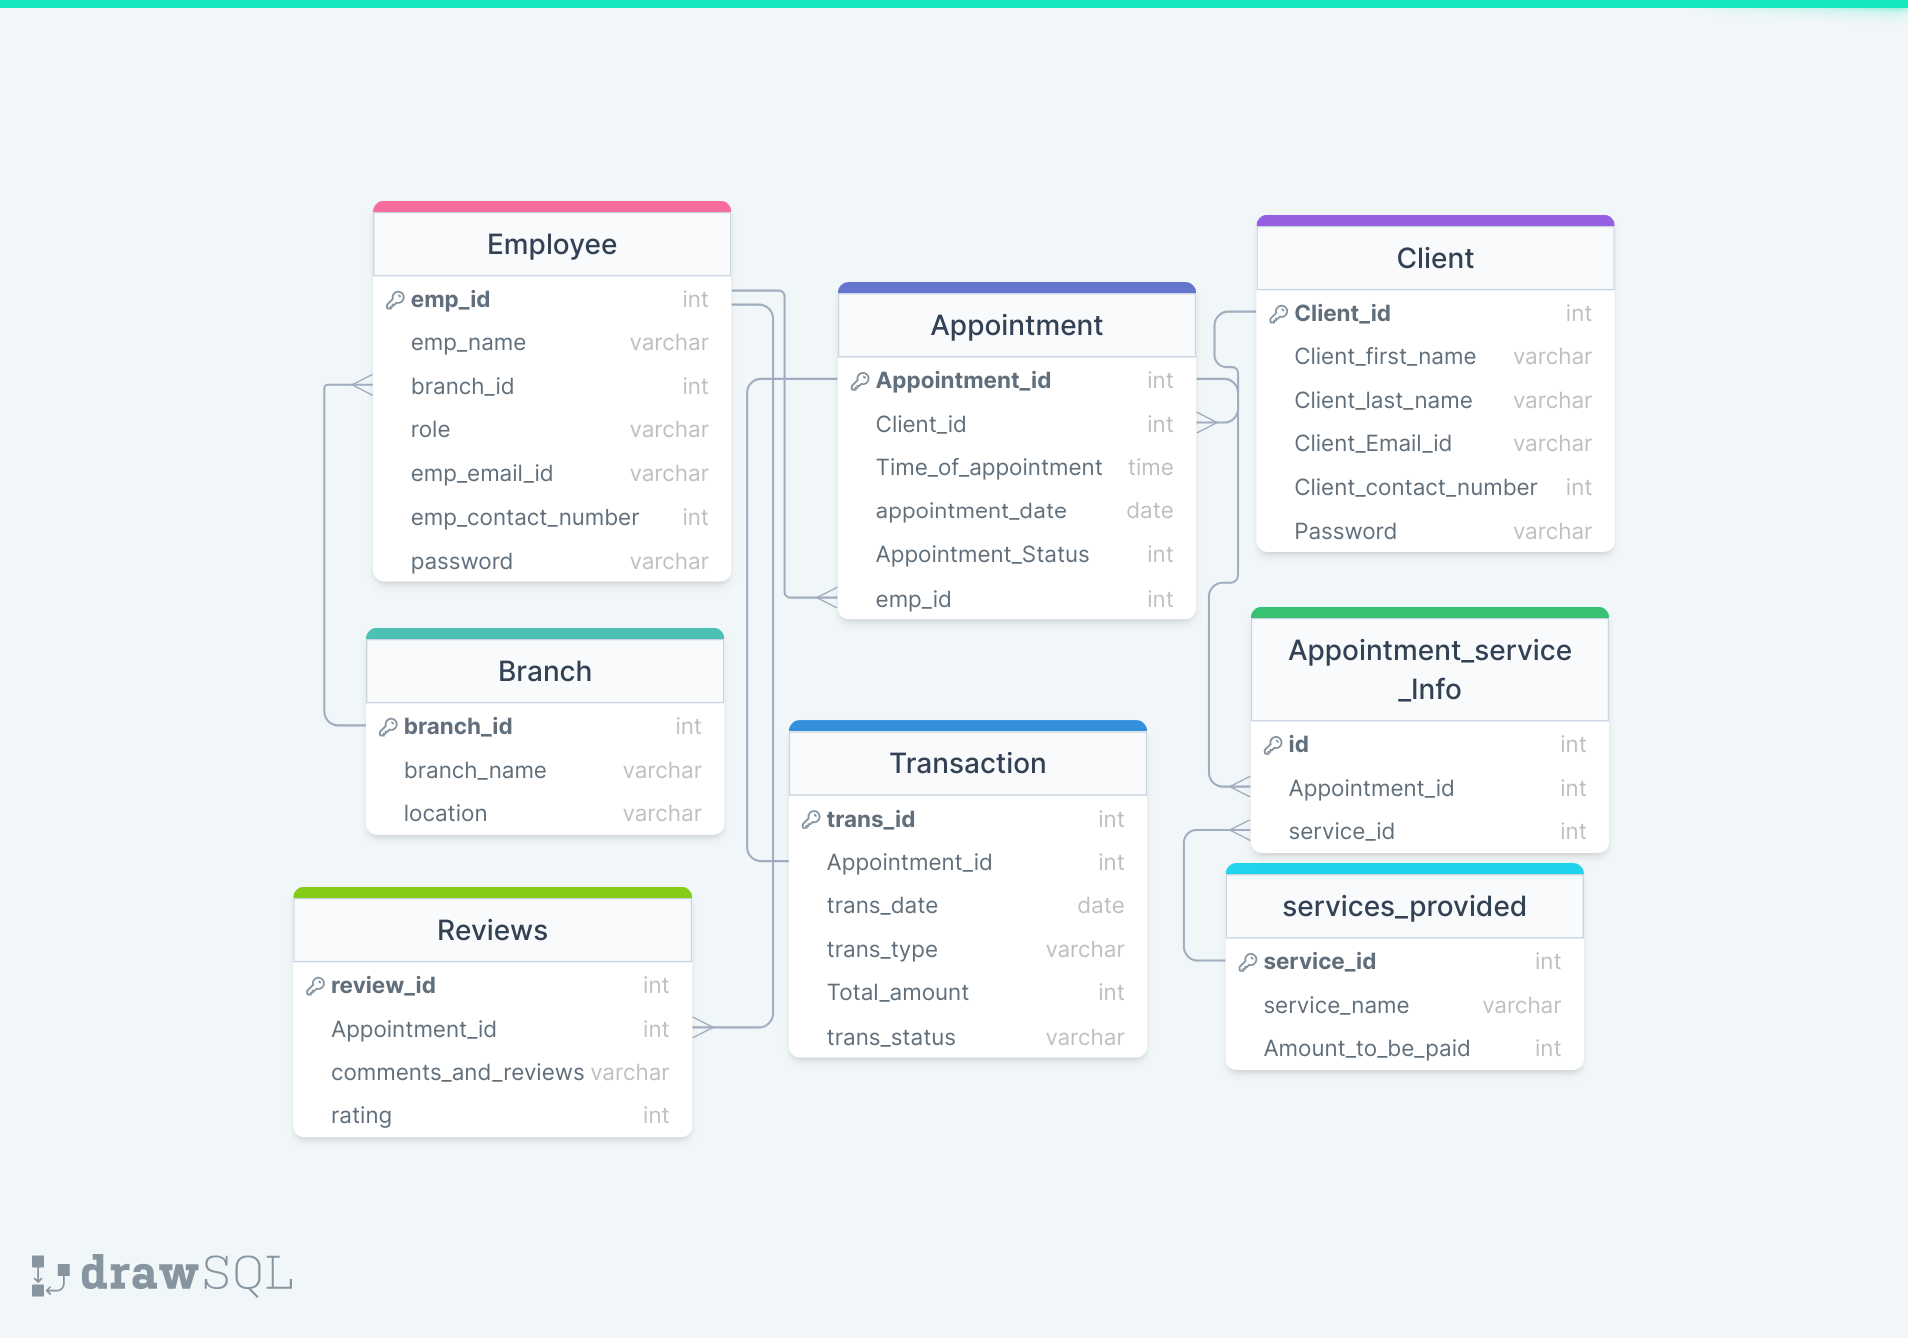 Employee
emp_id int
emp_name varchar
branch_id int
role varchar
emp_email_id varchar
emp_contact_number int
password varchar
Appointment
Appointment_id int
Client_id int
Time_of_appointment time
appointment_date date
Appointment_Status int
emp_id int
Client
Client_id int
Client_first_name varchar
Client_last_name varchar
Client_Email_id varchar
Client_contact_number int
Password varchar
Branch
branch_id int
branch_name varchar
location varchar
Transaction
trans_id int
Appointment_id int
trans_date date
trans_type varchar
Total_amount int
trans_status varchar
Appointment_service
_Info
id int
Appointment_id int
service_id int
services_provided
service_id int
service_name varchar
Amount_to_be_paid int
Reviews
review_id int
Appointment_id int
comments_and_reviews varchar
rating int
drawSQL